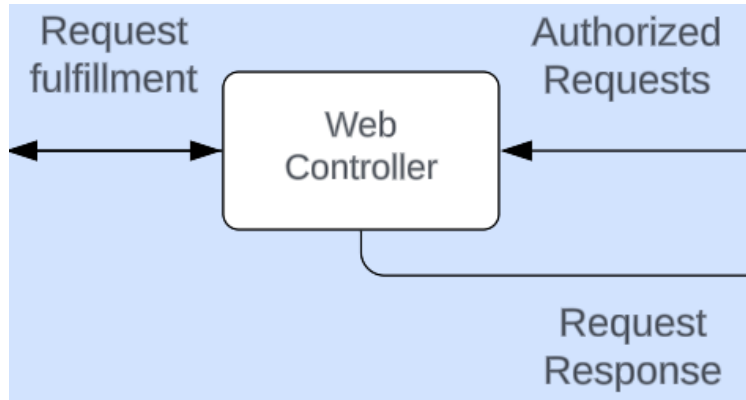 Request
fulfillment
Web
Controller
Authorized
Requests
Request
Response